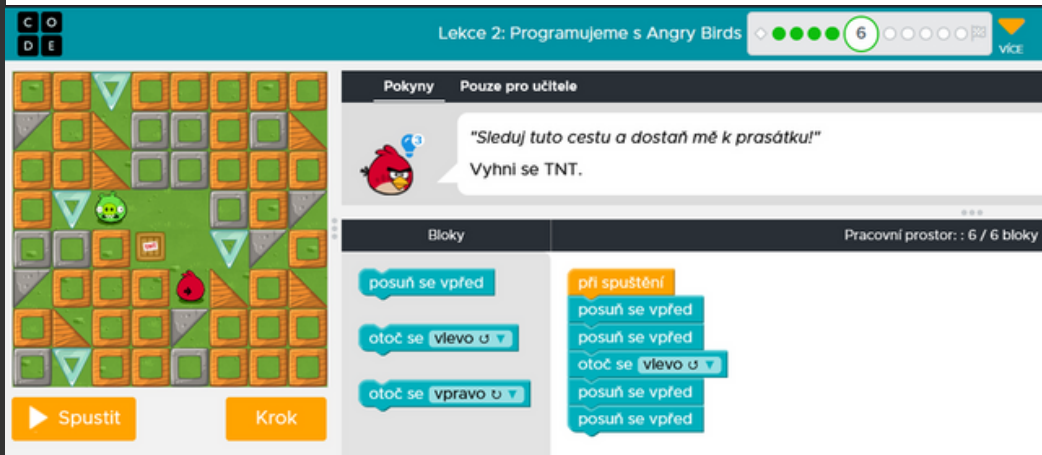 C O
D E
Lekce 2: Programujeme s Angry Birds
6
VÍCE
Pokyny
Pouze pro učitele
3
"Sleduj tuto cestu a dostaň mě k prasátku!"
Vyhni se TNT.
Bloky
Pracovní prostor: : 6 / 6 bloky
posuň se vpřed
otoč se vlevo ↺ ▼
otoč se vpravo ↻ ▼
při spuštění
posuň se vpřed
posuň se vpřed
otoč se vlevo ↺ ▼
posuň se vpřed
posuň se vpřed
TNT
Spustit
Krok